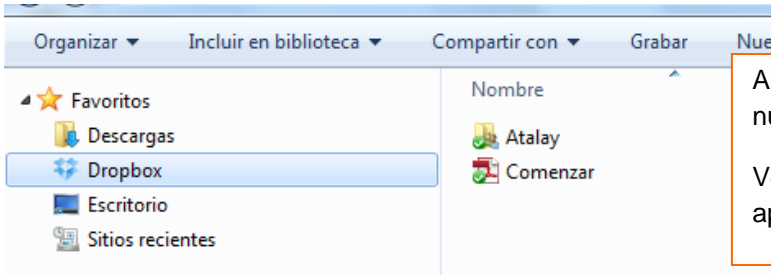 Organizar Incluir en biblioteca Compartir con Grabar
Favoritos
Descargas
Dropbox
Escritorio
Sitios recientes
Nombre
Atalay
Comenzar
A